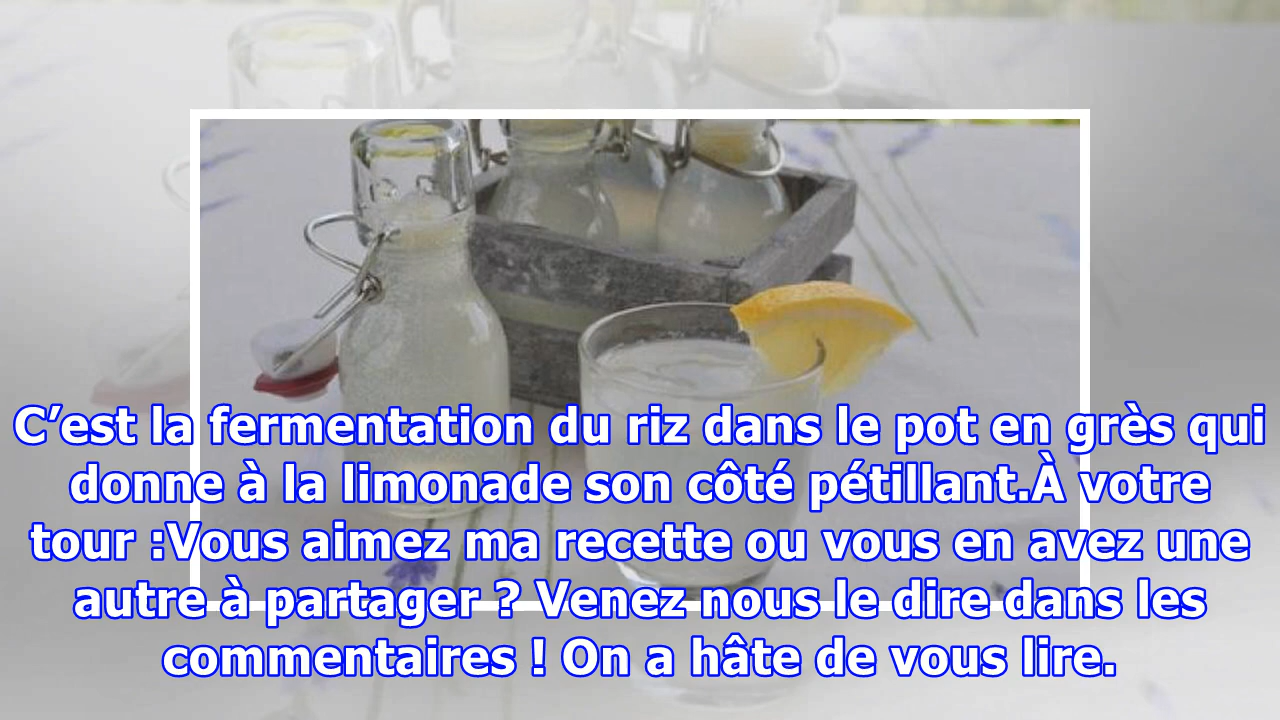 C’est la fermentation du riz dans le pot en grès qui
donne à la limonade son côté pétillant.À votre
tour :Vous aimez ma recette ou vous en avez une
autre à partager ? Venez nous le dire dans les
commentaires ! On a hâte de vous lire.